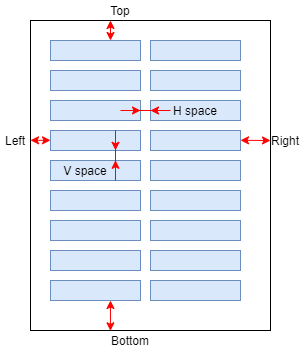 Top
H space
Left
Right
V space
Bottom